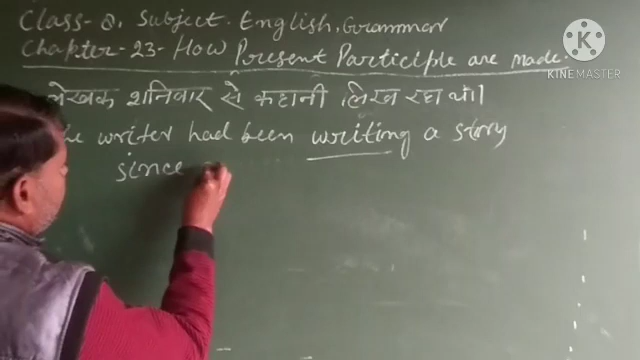 Class-8. Subject. English, Grammar
Chapter-23-How Present Participle are made.
KINEMASTER
लेखक शनिवार से कहानी लिख रहा था।
writer had been writing a story
since